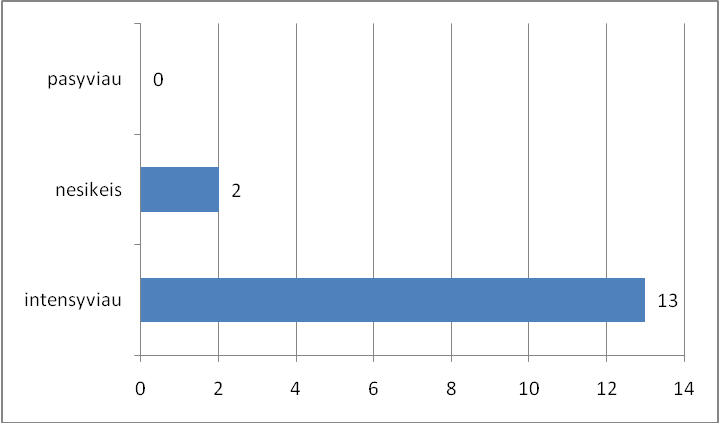 pasyviau 0
nesikeis 2
intensyviau 13
0 2 4 6 8 10 12 14